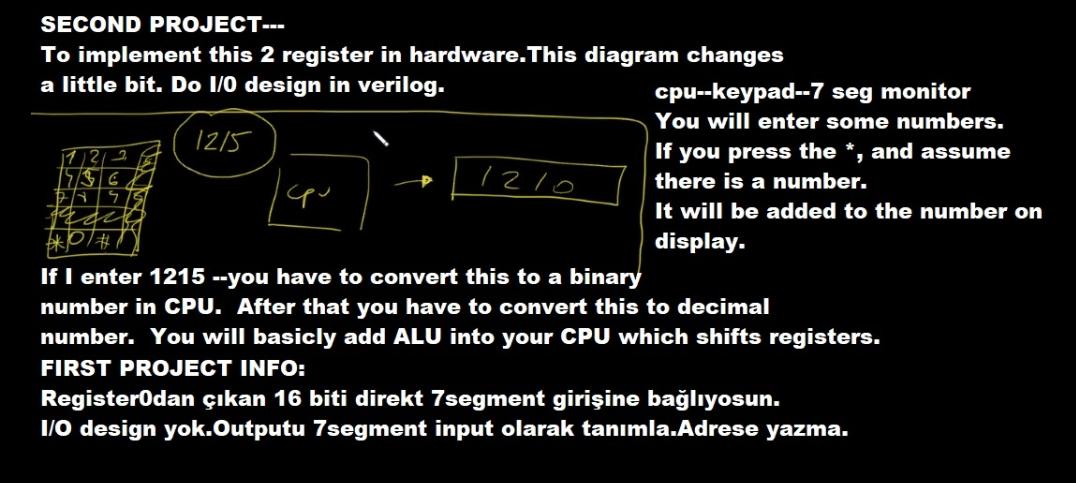 SECOND PROJECT---
To implement this 2 register in hardware.This diagram changes
a little bit. Do I/0 design in verilog.
cpu--keypad--7 seg monitor
You will enter some numbers.
If you press the *, and assume
there is a number.
It will be added to the number on
display.
1215
1 2 3
6
cpu
1210
* 0 #
If I enter 1215 --you have to convert this to a binary
number in CPU.  After that you have to convert this to decimal
number.  You will basicly add ALU into your CPU which shifts registers.
FIRST PROJECT INFO:
Register0dan çıkan 16 biti direkt 7segment girişine bağlıyosun.
I/O design yok.Outputu 7segment input olarak tanımla.Adrese yazma.